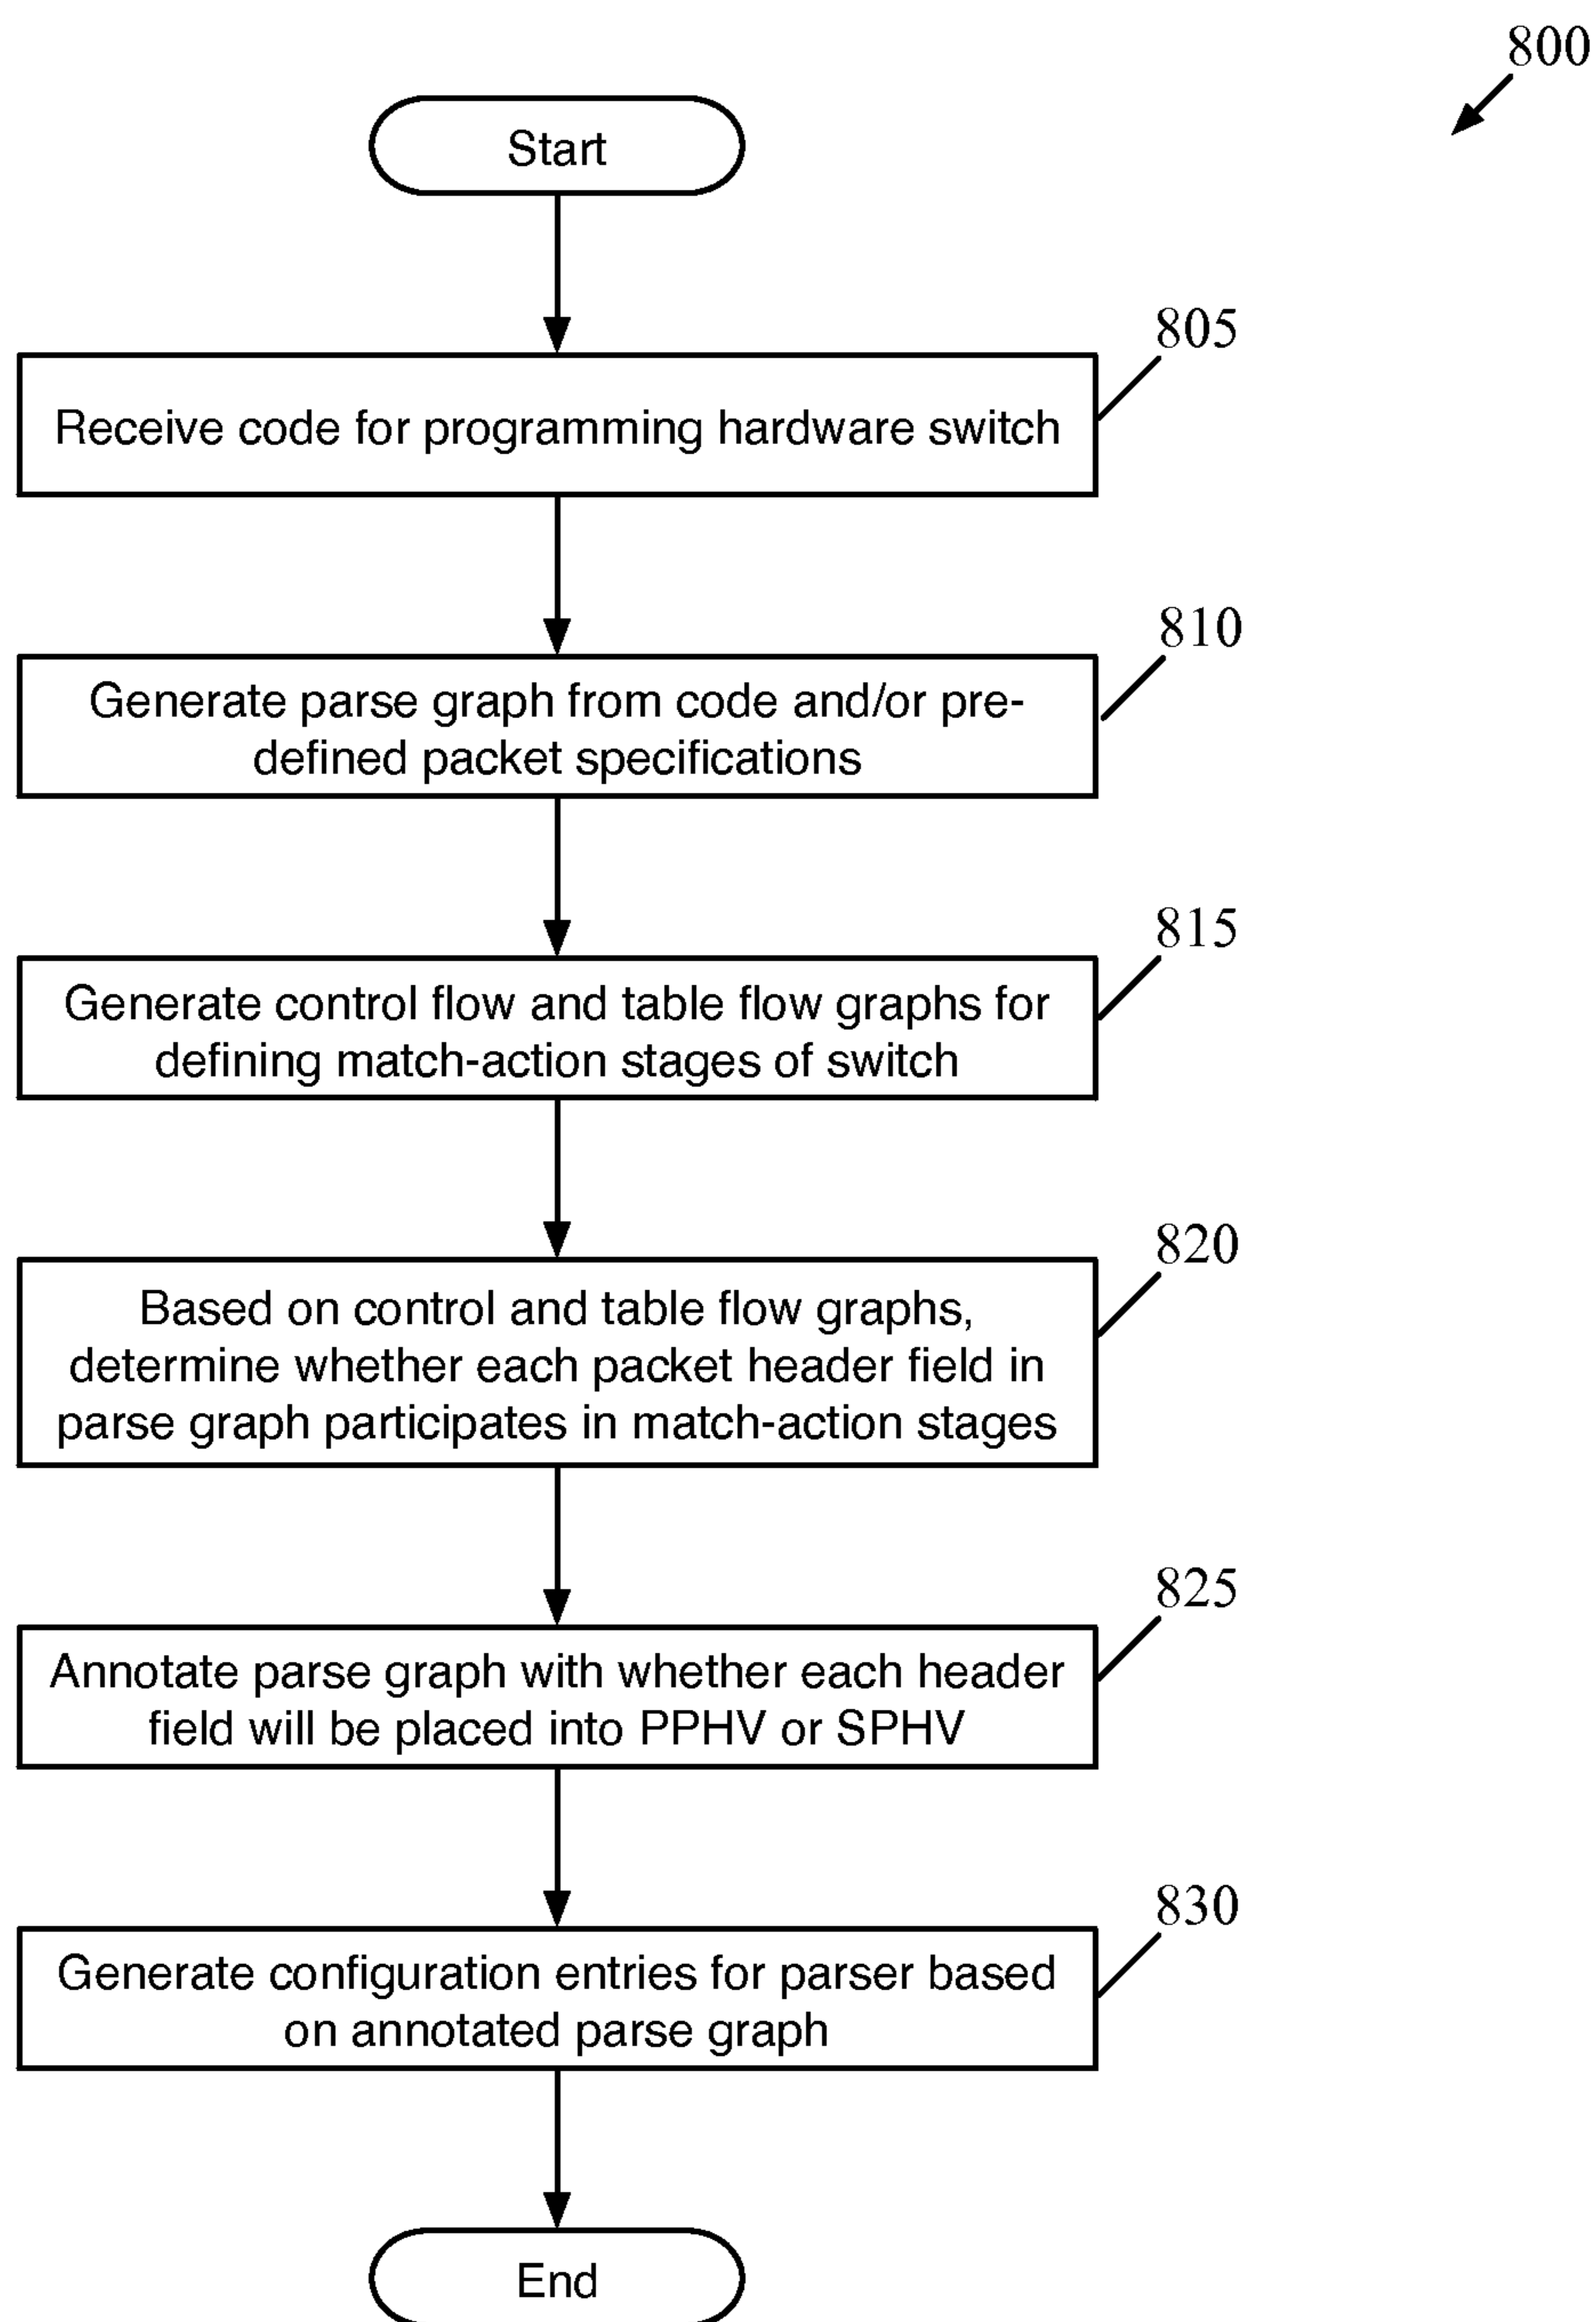 800
Start
805
Receive code for programming hardware switch
810
Generate parse graph from code and/or pre-
defined packet specifications
815
Generate control flow and table flow graphs for
defining match-action stages of switch
820
Based on control and table flow graphs,
determine whether each packet header field in
parse graph participates in match-action stages
825
Annotate parse graph with whether each header
field will be placed into PPHV or SPHV
830
Generate configuration entries for parser based
on annotated parse graph
End